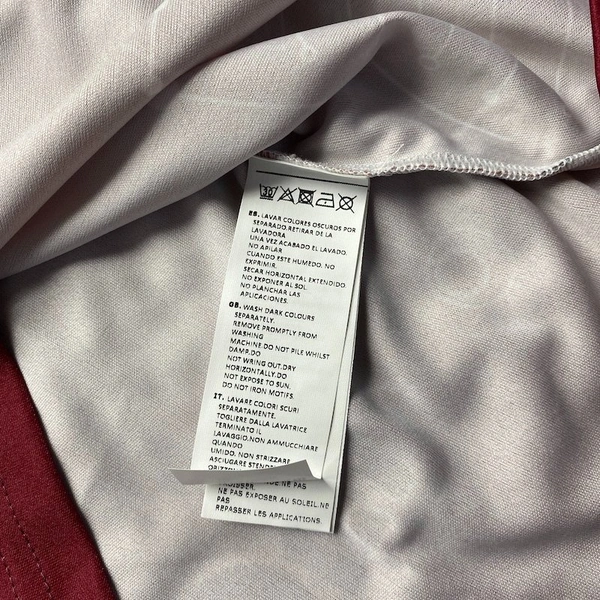 30
ES. LAVAR COLORES OSCUROS POR
SEPARADO.RETIRAR DE LA
LAVADORA
UNA VEZ ACABADO EL LAVADO.
NO APILAR
CUANDO ESTE HUMEDO. NO
EXPRIMIR.
SECAR HORIZONTAL EXTENDIDO.
NO EXPONER AL SOL.
NO PLANCHAR LAS
APLICACIONES.
GB. WASH DARK COLOURS
SEPARATELY.
REMOVE PROMPTLY FROM
WASHING
MACHINE.DO NOT PILE WHILST
DAMP.DO
NOT WRING OUT.DRY
HORIZONTALLY.DO
NOT EXPOSE TO SUN.
DO NOT IRON MOTIFS.
IT. LAVARE COLORI SCURI
SEPARATAMENTE.
TOGLIERE DALLA LAVATRICE
TERMINATO IL
LAVAGGIO.NON AMMUCCHIARE
QUANDO
UMIDO. NON STRIZZARE.
ASCIUGARE
NE PAS
NE PAS EXPOSER AU SOLEIL.NE
PAS
REPASSER LES APPLICATIONS.